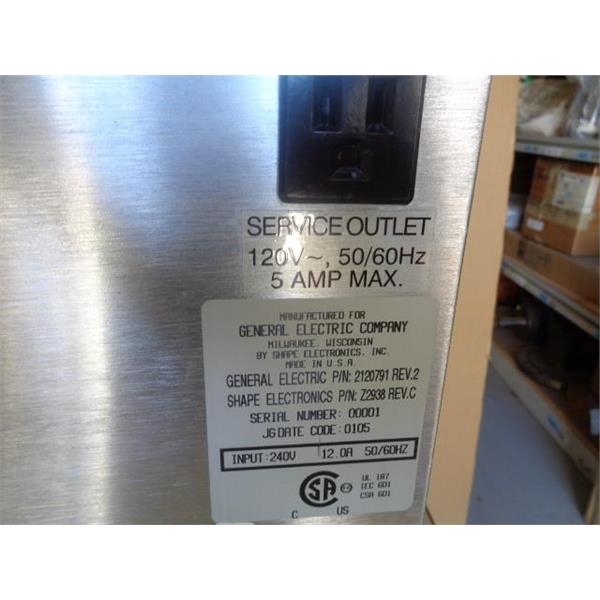 SERVICE OUTLET
120V~, 50/60Hz
5 AMP MAX.
MANUFACTURED FOR
GENERAL ELECTRIC COMPANY
MILWAUKEE, WISCONSIN
BY SHAPE ELECTRONICS, INC.
MADE IN U.S.A.
GENERAL ELECTRIC P/N: 2120791 REV.2
SHAPE ELECTRONICS P/N: Z2938 REV.C
SERIAL NUMBER: 00001
JG DATE CODE: 0105
INPUT: 240V 12.0A 50/60HZ
CSA
UL 187
IEC 601
CSA 601
C US